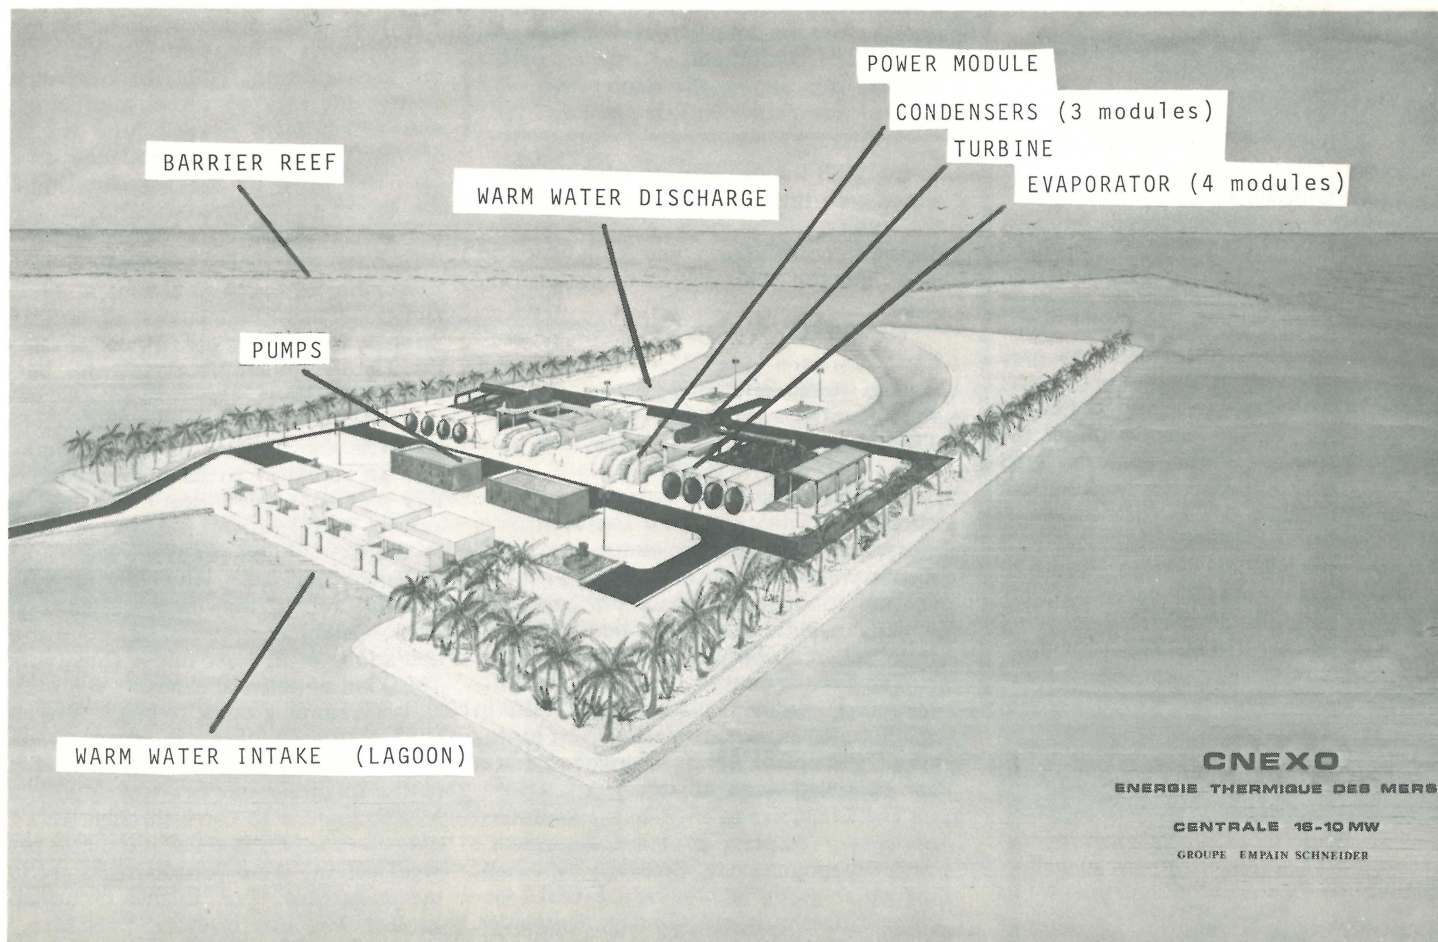 POWER MODULE
CONDENSERS (3 modules)
TURBINE
EVAPORATOR (4 modules)
BARRIER REEF
WARM WATER DISCHARGE
PUMPS
WARM WATER INTAKE (LAGOON)
CNEXO
ENERGIE THERMIQUE DES MERS
CENTRALE 16-10 MW
GROUPE EMPAIN SCHNEIDER